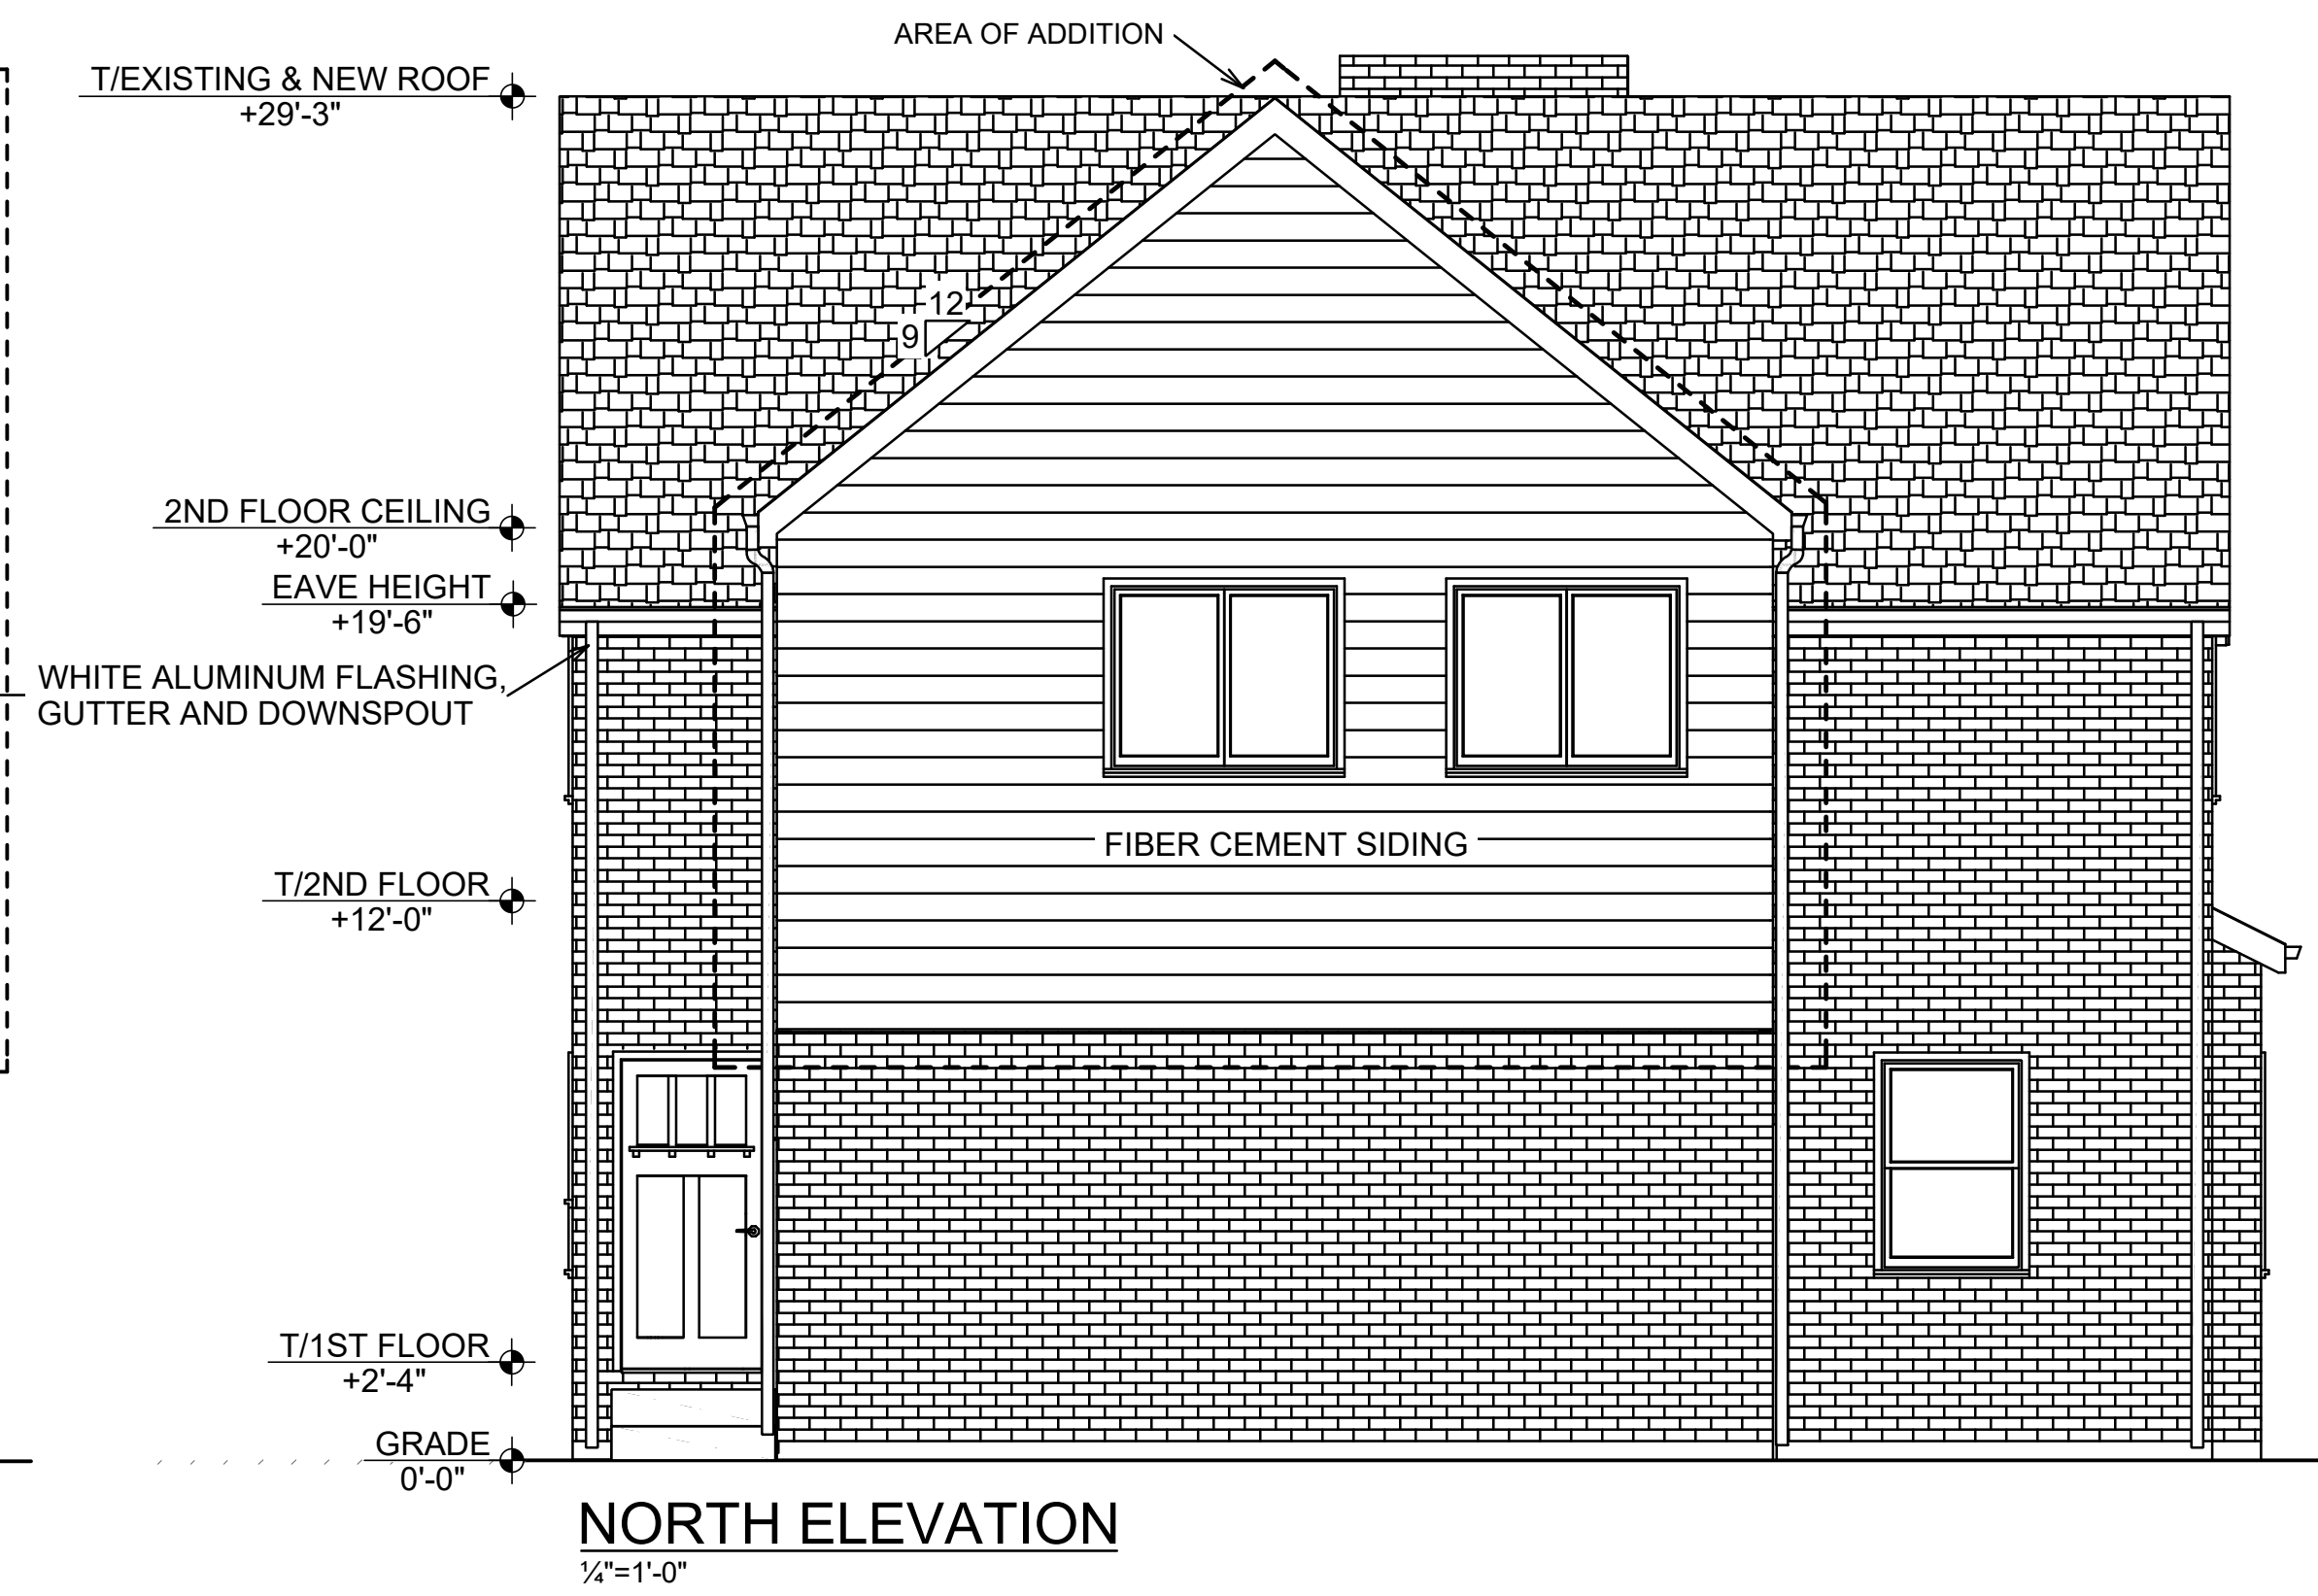 AREA OF ADDITION
T/EXISTING & NEW ROOF
+29'-3"
12
9
2ND FLOOR CEILING
+20'-0"
EAVE HEIGHT
+19'-6"
WHITE ALUMINUM FLASHING,
GUTTER AND DOWNSPOUT
FIBER CEMENT SIDING
T/2ND FLOOR
+12'-0"
T/1ST FLOOR
+2'-4"
GRADE
0'-0"
NORTH ELEVATION
¼"=1'-0"